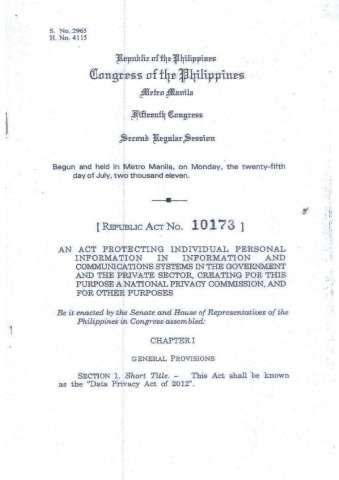 S. No. 2965
H. No. 4115
Republic of the Philippines
Congress of the Philippines
Metro Manila
Fifteenth Congress
Second Regular Session
Begun and held in Metro Manila, on Monday, the twenty-fifth
day of July, two thousand eleven.
[ REPUBLIC ACT NO. 10173 ]
AN ACT PROTECTING INDIVIDUAL PERSONAL
INFORMATION IN INFORMATION AND
COMMUNICATIONS SYSTEMS IN THE GOVERNMENT
AND THE PRIVATE SECTOR, CREATING FOR THIS
PURPOSE A NATIONAL PRIVACY COMMISSION, AND
FOR OTHER PURPOSES
Be it enacted by the Senate and House of Representatives of the
Philippines in Congress assembled:
CHAPTER I
GENERAL PROVISIONS
SECTION 1. Short Title. – This Act shall be known
as the "Data Privacy Act of 2012".